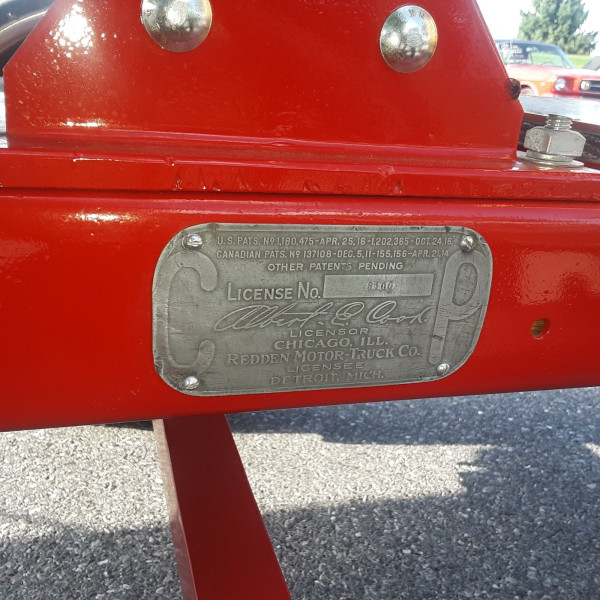 U.S. PATS. No 1,180,475-APR. 25, 16-1,202,365-OCT. 24, 16.
CANADIAN PATS. No 137108-DEC. 5, 11-155,156-APR. 21, 14
OTHER PATENTS PENDING
LICENSE No.
Albert E. Cook
LICENSOR
CHICAGO, ILL.
REDDEN MOTOR-TRUCK CO.
LICENSEE
DETROIT, MICH.
C P